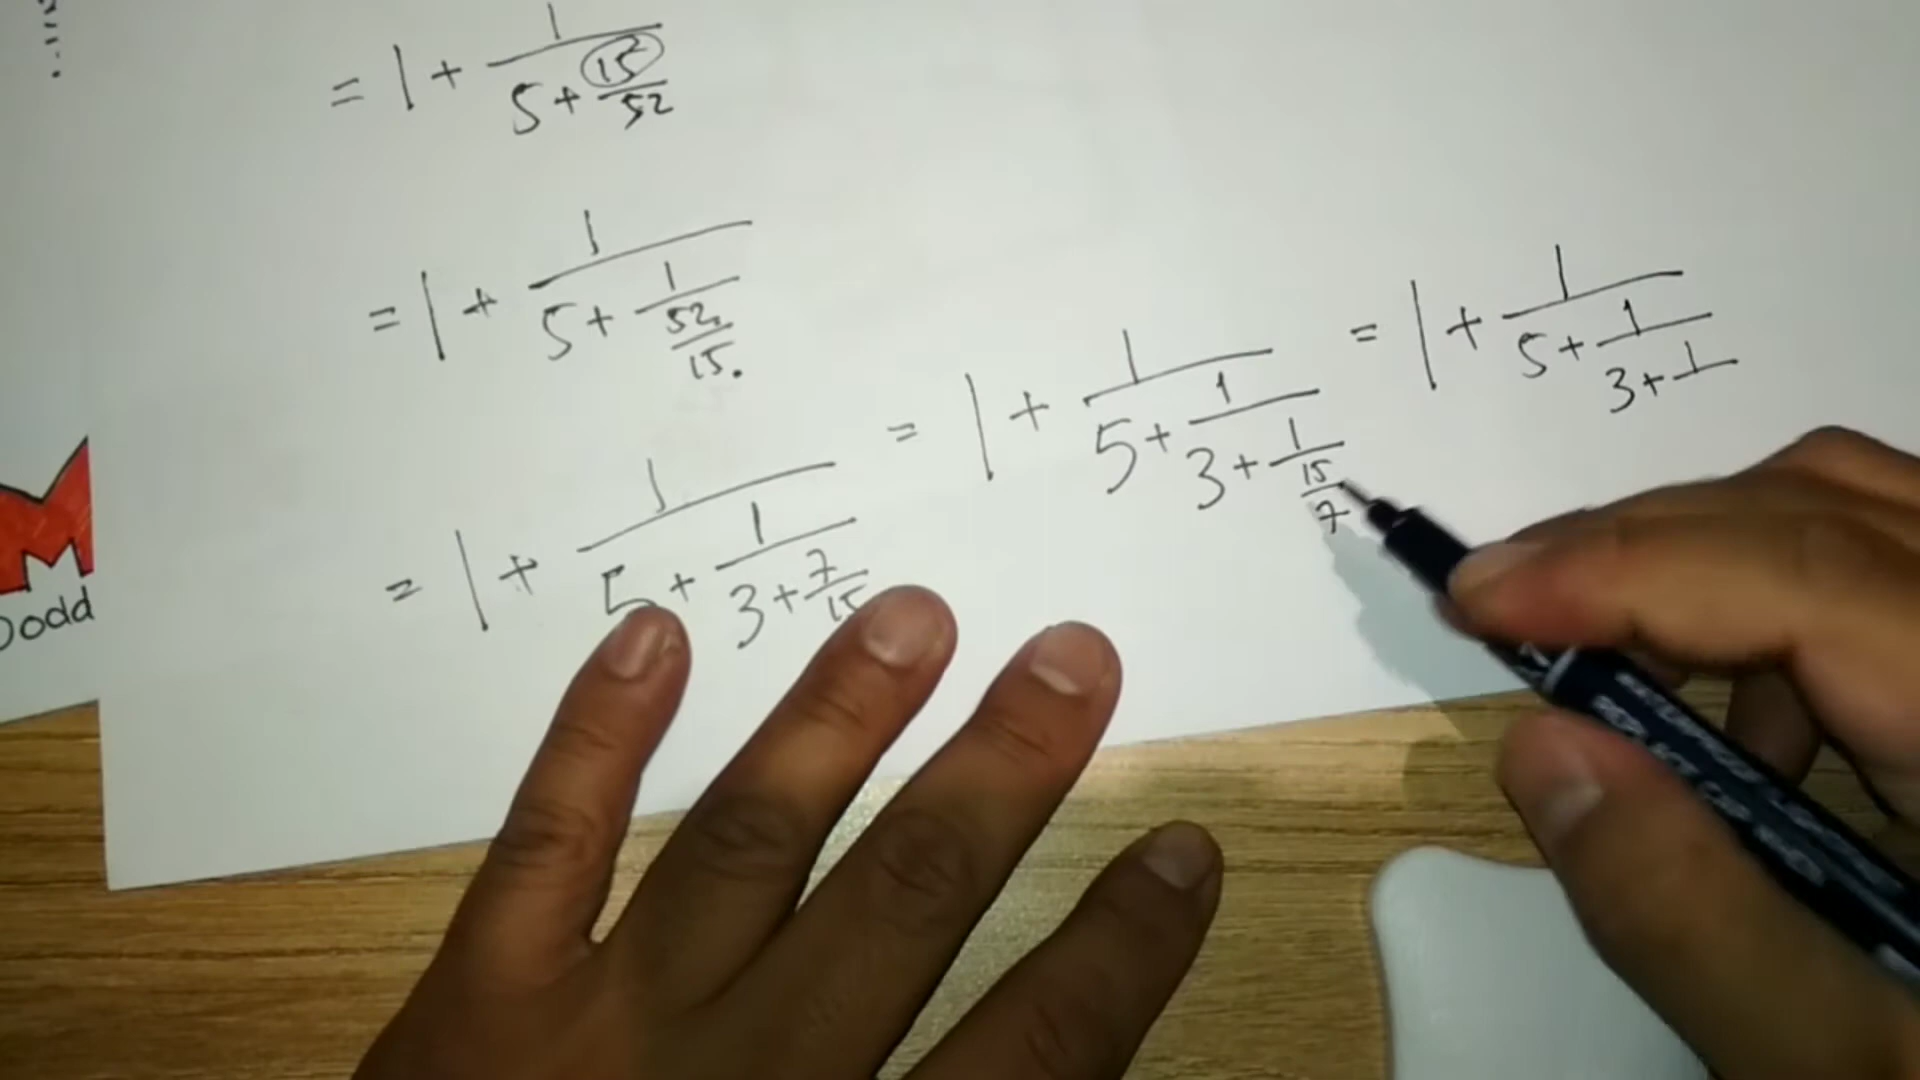 = 1 + 1/(5 + 15/52)
= 1 + 1/(5 + 1/(52/15.))
= 1 + 1/(5 + 1/(3 + 7/15))
= 1 + 1/(5 + 1/(3 + 1/(15/7)))
= 1 + 1/(5 + 1/(3 + 1/
M
Dodd